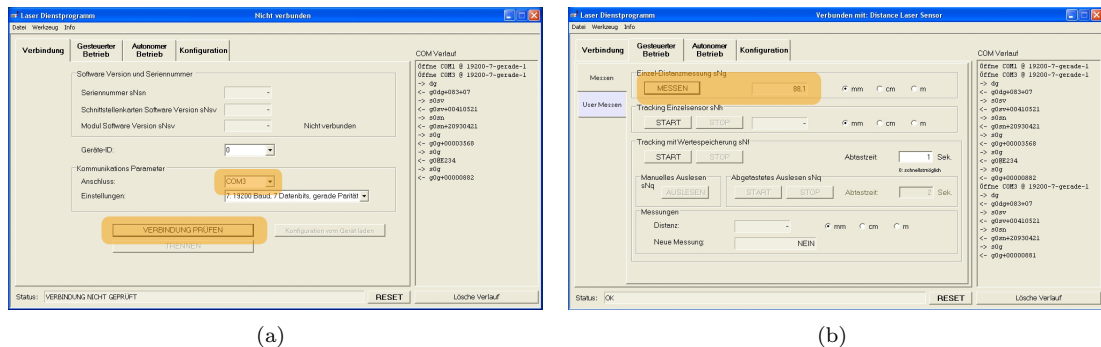 Laser Dienstprogramm
Nicht verbunden
Datei Werkzeug Info
Verbindung
Gesteuerter Betrieb
Autonomer Betrieb
Konfiguration
Software Version und Seriennummer
Seriennummer sNsn
-
Schnittstellenkarten Software Version sNsv
-
Modul Software Version sNsv
-
Nicht verbunden
Geräte-ID:
0
Kommunikations Parameter
Anschluss:
COM3
Einstellungen:
7: 19200 Baud, 7 Datenbits, gerade Parität
VERBINDUNG PRÜFEN
Konfiguration vom Gerät laden
TRENNEN
Status: VERBINDUNG NICHT GEPRÜFT
RESET
COM Verlauf
Öffne COM1 @ 19200-7-gerade-1
Öffne COM3 @ 19200-7-gerade-1
-> dg
<- g0dg+083+07
-> s0sv
<- g0sv+00410521
-> s0sn
<- g0sn+20930421
-> s0g
<- g0g+00003568
-> s0g
<- g0@E234
-> s0g
<- g0g+00000882
Lösche Verlauf
(a)
Laser Dienstprogramm
Verbunden mit: Distance Laser Sensor
Datei Werkzeug Info
Verbindung
Gesteuerter Betrieb
Autonomer Betrieb
Konfiguration
Messen
User Messen
Einzel-Distanzmessung sNg
MESSEN
88,1
mm cm m
Tracking Einzelsensor sNh
START STOP - mm cm m
Tracking mit Wertespeicherung sNf
START STOP Abtastzeit 1 Sek.
0: schnellstmöglich
Manuelles Auslesen sNq
AUSLESEN
Abgetastetes Auslesen sNq
START STOP Abtastzeit: 2 Sek.
Messungen
Distanz: - mm cm m
Neue Messung: NEIN
Status: OK
RESET
COM Verlauf
Öffne COM1 @ 19200-7-gerade-1
Öffne COM3 @ 19200-7-gerade-1
-> dg
<- g0dg+083+07
-> s0sv
<- g0sv+00410521
-> s0sn
<- g0sn+20930421
-> s0g
<- g0g+00003568
-> s0g
<- g0@E234
-> s0g
<- g0g+00000882
Öffne COM3 @ 19200-7-gerade-1
-> dg
<- g0dg+083+07
-> s0sv
<- g0sv+00410521
-> s0sn
<- g0sn+20930421
-> s0g
<- g0g+00000881
Lösche Verlauf
(b)